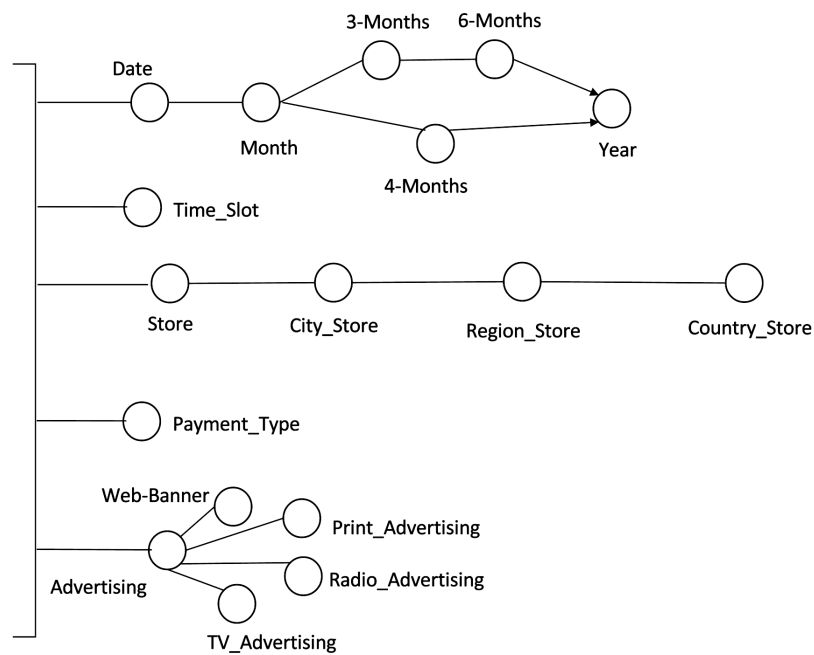 3-Months
6-Months
Date
Month
Year
4-Months
Time_Slot
Store
City_Store
Region_Store
Country_Store
Payment_Type
Web-Banner
Print_Advertising
Advertising
Radio_Advertising
TV_Advertising